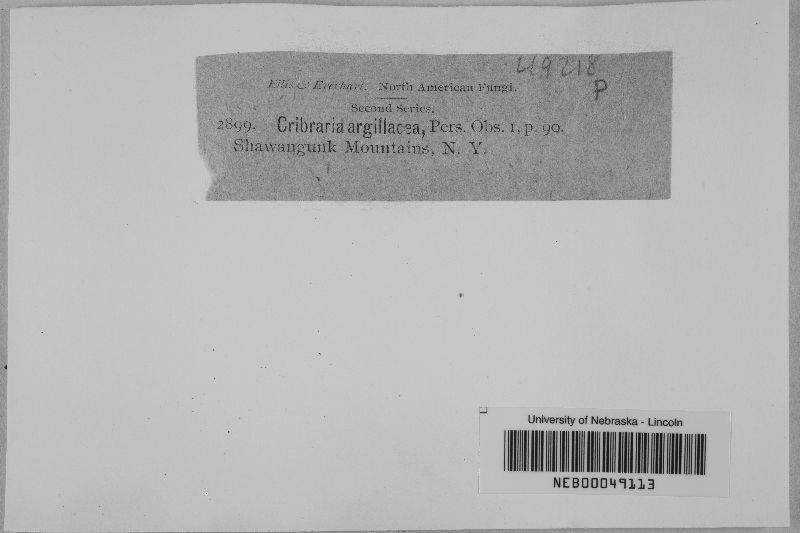 49218
P
Ellis & Everhart. North American Fungi.
Second Series.
2899. Cribraria argillacea, Pers. Obs. 1, p. 90.
Shawangunk Mountains, N. Y.
University of Nebraska - Lincoln
NEB00049113